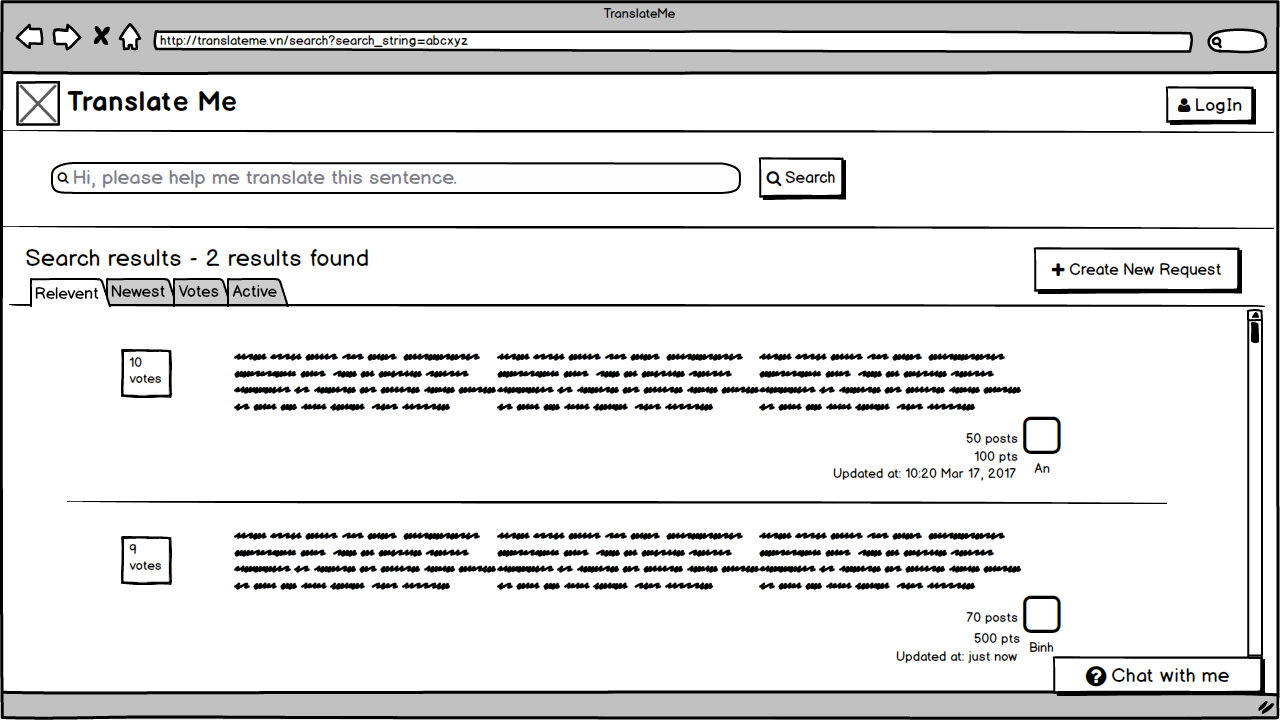 TranslateMe
http://translateme.vn/search?search_string=abcxyz
Translate Me
LogIn
Hi, please help me translate this sentence.
Search
Search results - 2 results found
Create New Request
Relevent Newest Votes Active
10
votes
50 posts
100 pts
Updated at: 10:20 Mar 17, 2017
An
9
votes
70 posts
500 pts
Updated at: just now
Binh
Chat with me